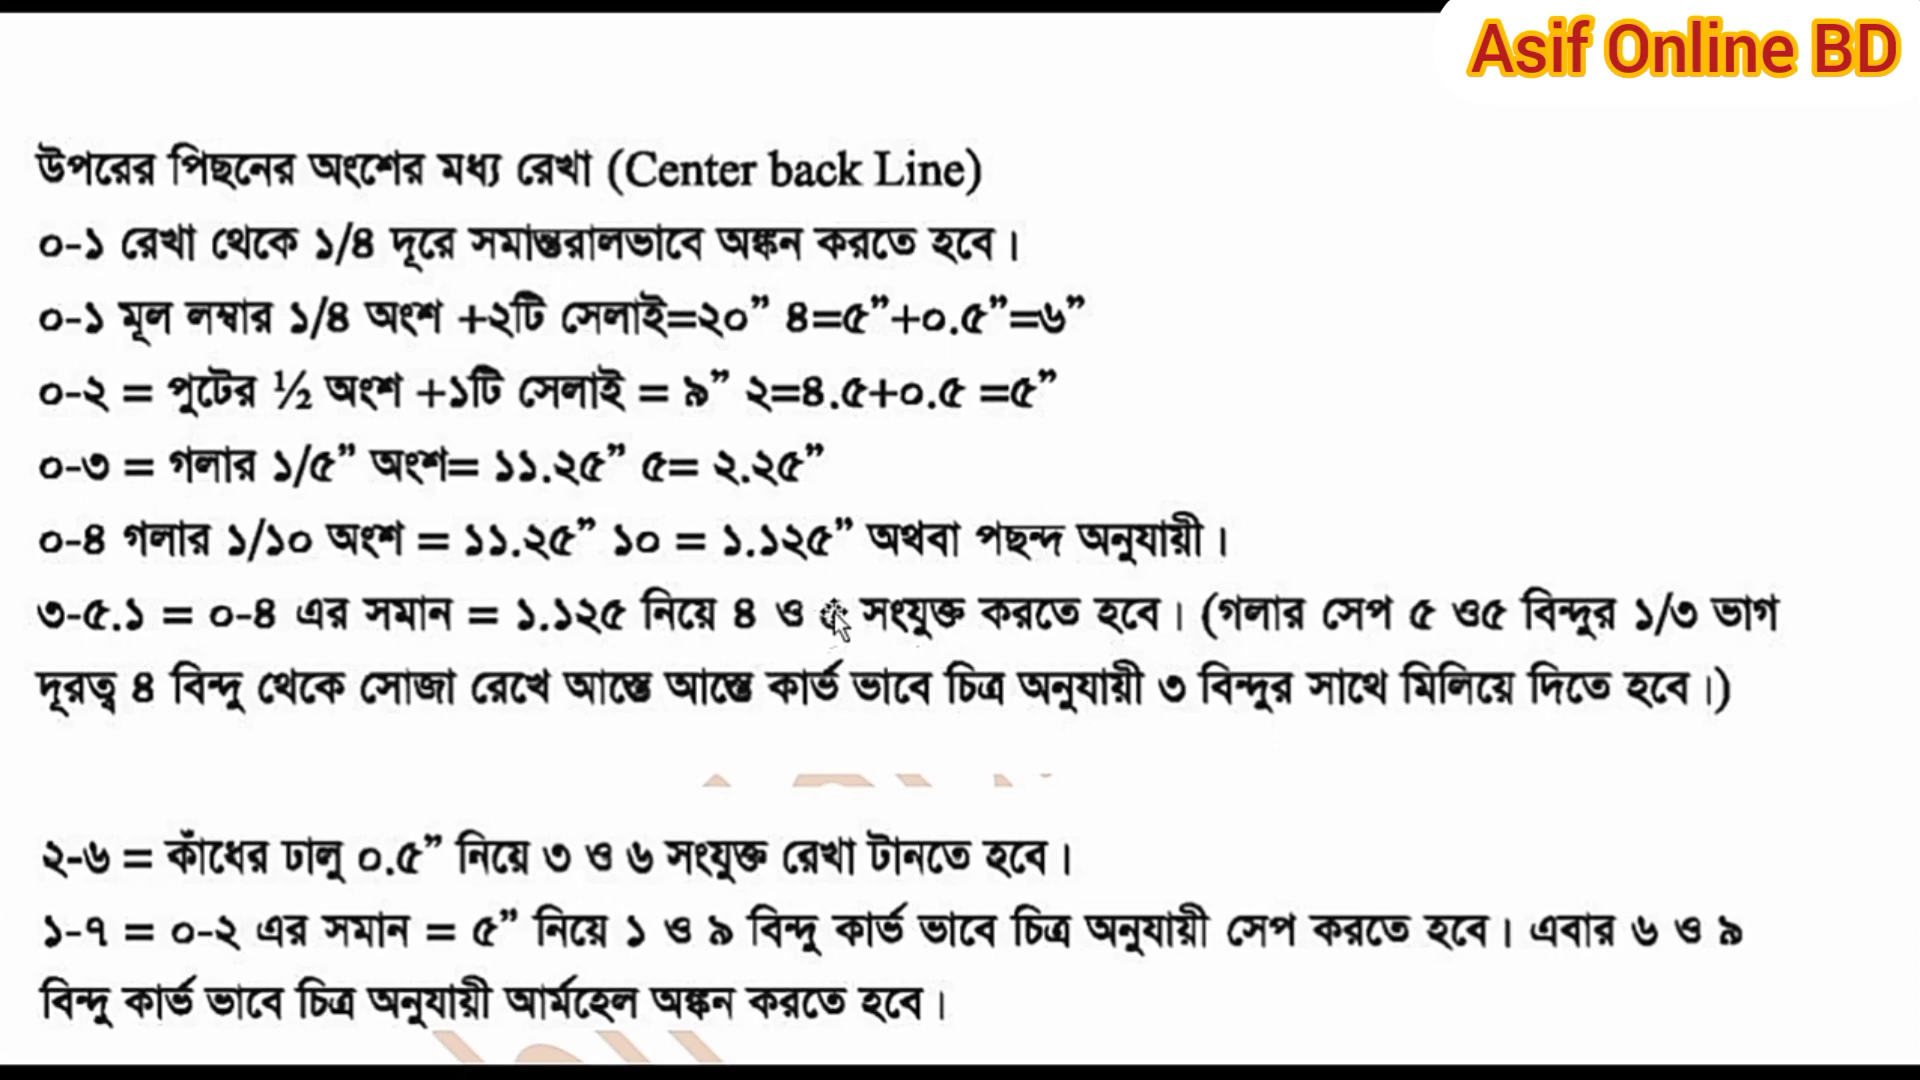 Asif Online BD
উপরের পিছনের অংশের মধ্য রেখা (Center back Line)
০-১ রেখা থেকে ১/৪ দূরে সমান্তরালভাবে অঙ্কন করতে হবে।
০-১ মূল লম্বার ১/৪ অংশ +২টি সেলাই=২০” ৪=৫”+০.৫”=৬”
০-২ = পুটের ½ অংশ +১টি সেলাই = ৯” ২=৪.৫+০.৫ =৫”
০-৩ = গলার ১/৫” অংশ= ১১.২৫” ৫= ২.২৫”
০-৪ গলার ১/১০ অংশ = ১১.২৫” ১০ = ১.১২৫” অথবা পছন্দ অনুযায়ী।
৩-৫.১ = ০-৪ এর সমান = ১.১২৫ নিয়ে ৪ ও সংযুক্ত করতে হবে। (গলার সেপ ৫ ও৫ বিন্দুর ১/৩ ভাগ
দূরত্ব ৪ বিন্দু থেকে সোজা রেখে আস্তে আস্তে কার্ভ ভাবে চিত্র অনুযায়ী ৩ বিন্দুর সাথে মিলিয়ে দিতে হবে।)
২-৬ = কাঁধের ঢালু ০.৫” নিয়ে ৩ ও ৬ সংযুক্ত রেখা টানতে হবে।
১-৭ = ০-২ এর সমান = ৫” নিয়ে ১ ও ৯ বিন্দু কার্ভ ভাবে চিত্র অনুযায়ী সেপ করতে হবে। এবার ৬ ও ৯
বিন্দু কার্ভ ভাবে চিত্র অনুযায়ী আর্মহেল অঙ্কন করতে হবে।